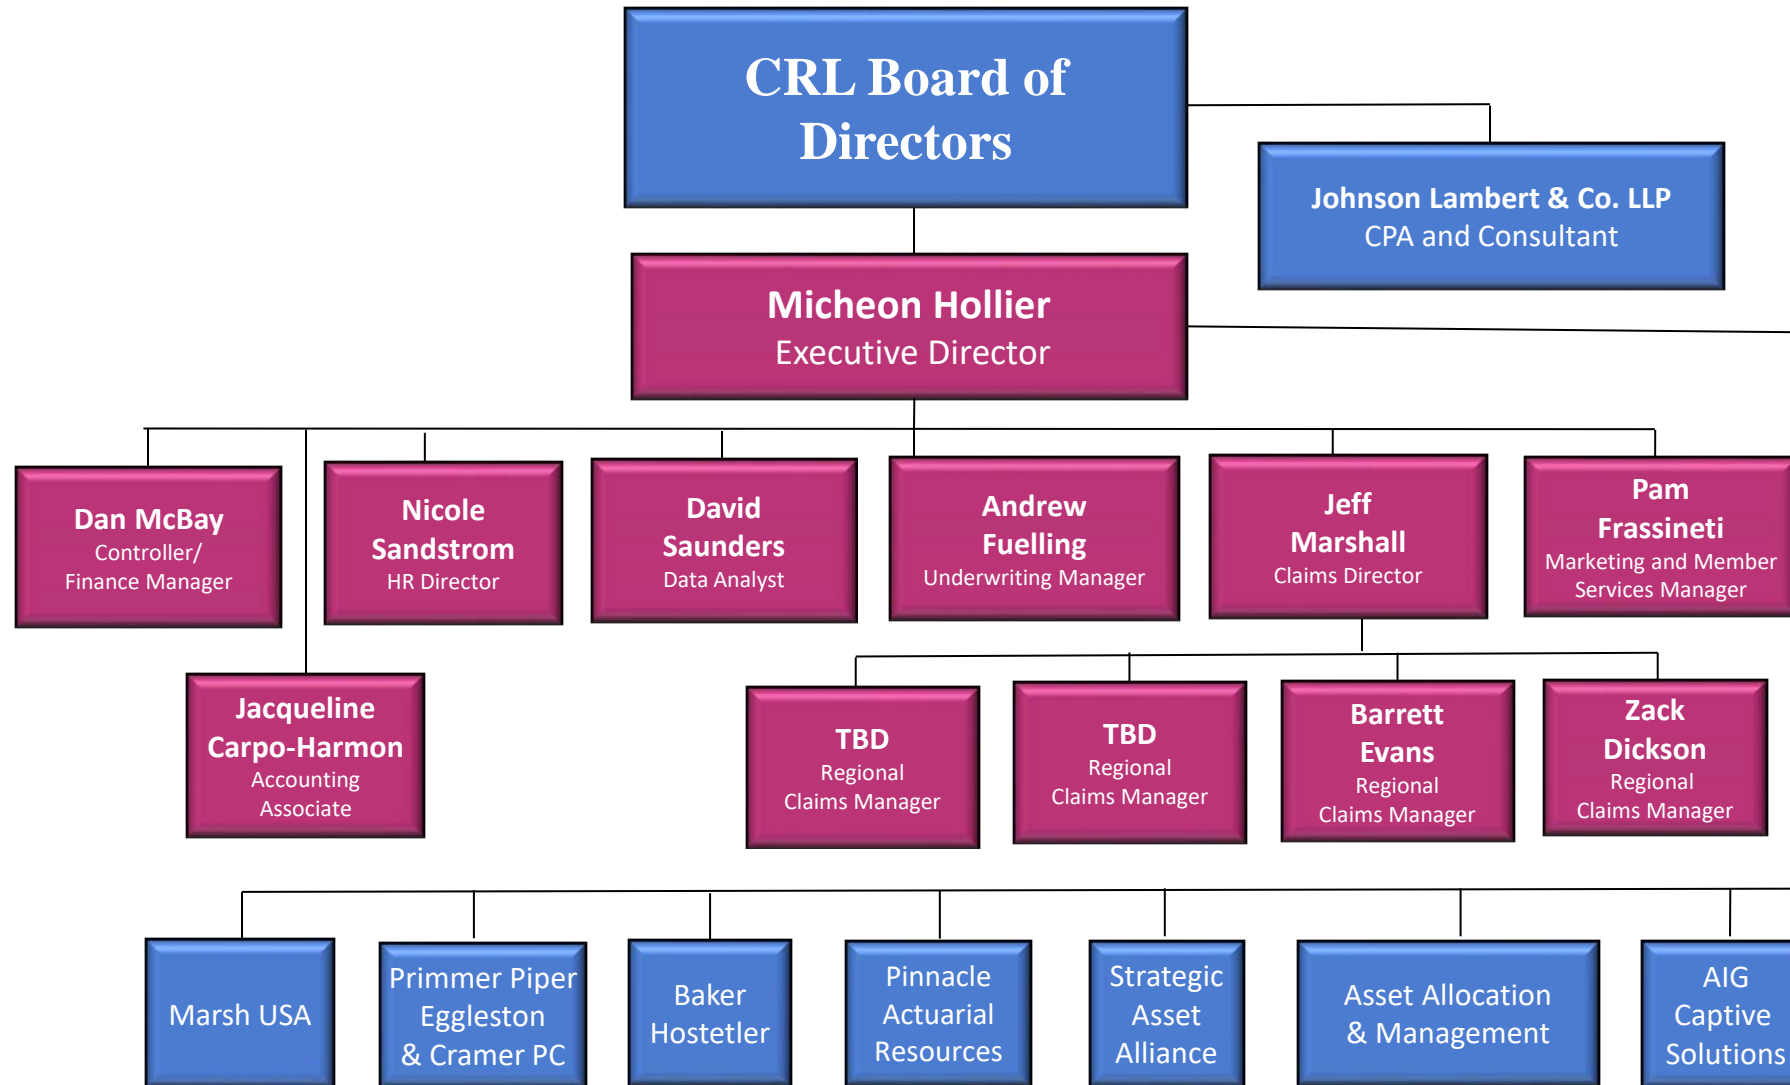 CRL Board of
Directors
Johnson Lambert & Co. LLP
CPA and Consultant
Micheon Hollier
Executive Director
Dan McBay
Controller/
Finance Manager
Nicole
Sandstrom
HR Director
David
Saunders
Data Analyst
Andrew
Fuelling
Underwriting Manager
Jeff
Marshall
Claims Director
Pam
Frassineti
Marketing and Member
Services Manager
Jacqueline
Carpo-Harmon
Accounting
Associate
TBD
Regional
Claims Manager
TBD
Regional
Claims Manager
Barrett
Evans
Regional
Claims Manager
Zack
Dickson
Regional
Claims Manager
Marsh USA
Primmer Piper
Eggleston
& Cramer PC
Baker
Hostetler
Pinnacle
Actuarial
Resources
Strategic
Asset
Alliance
Asset Allocation
& Management
AIG
Captive
Solutions